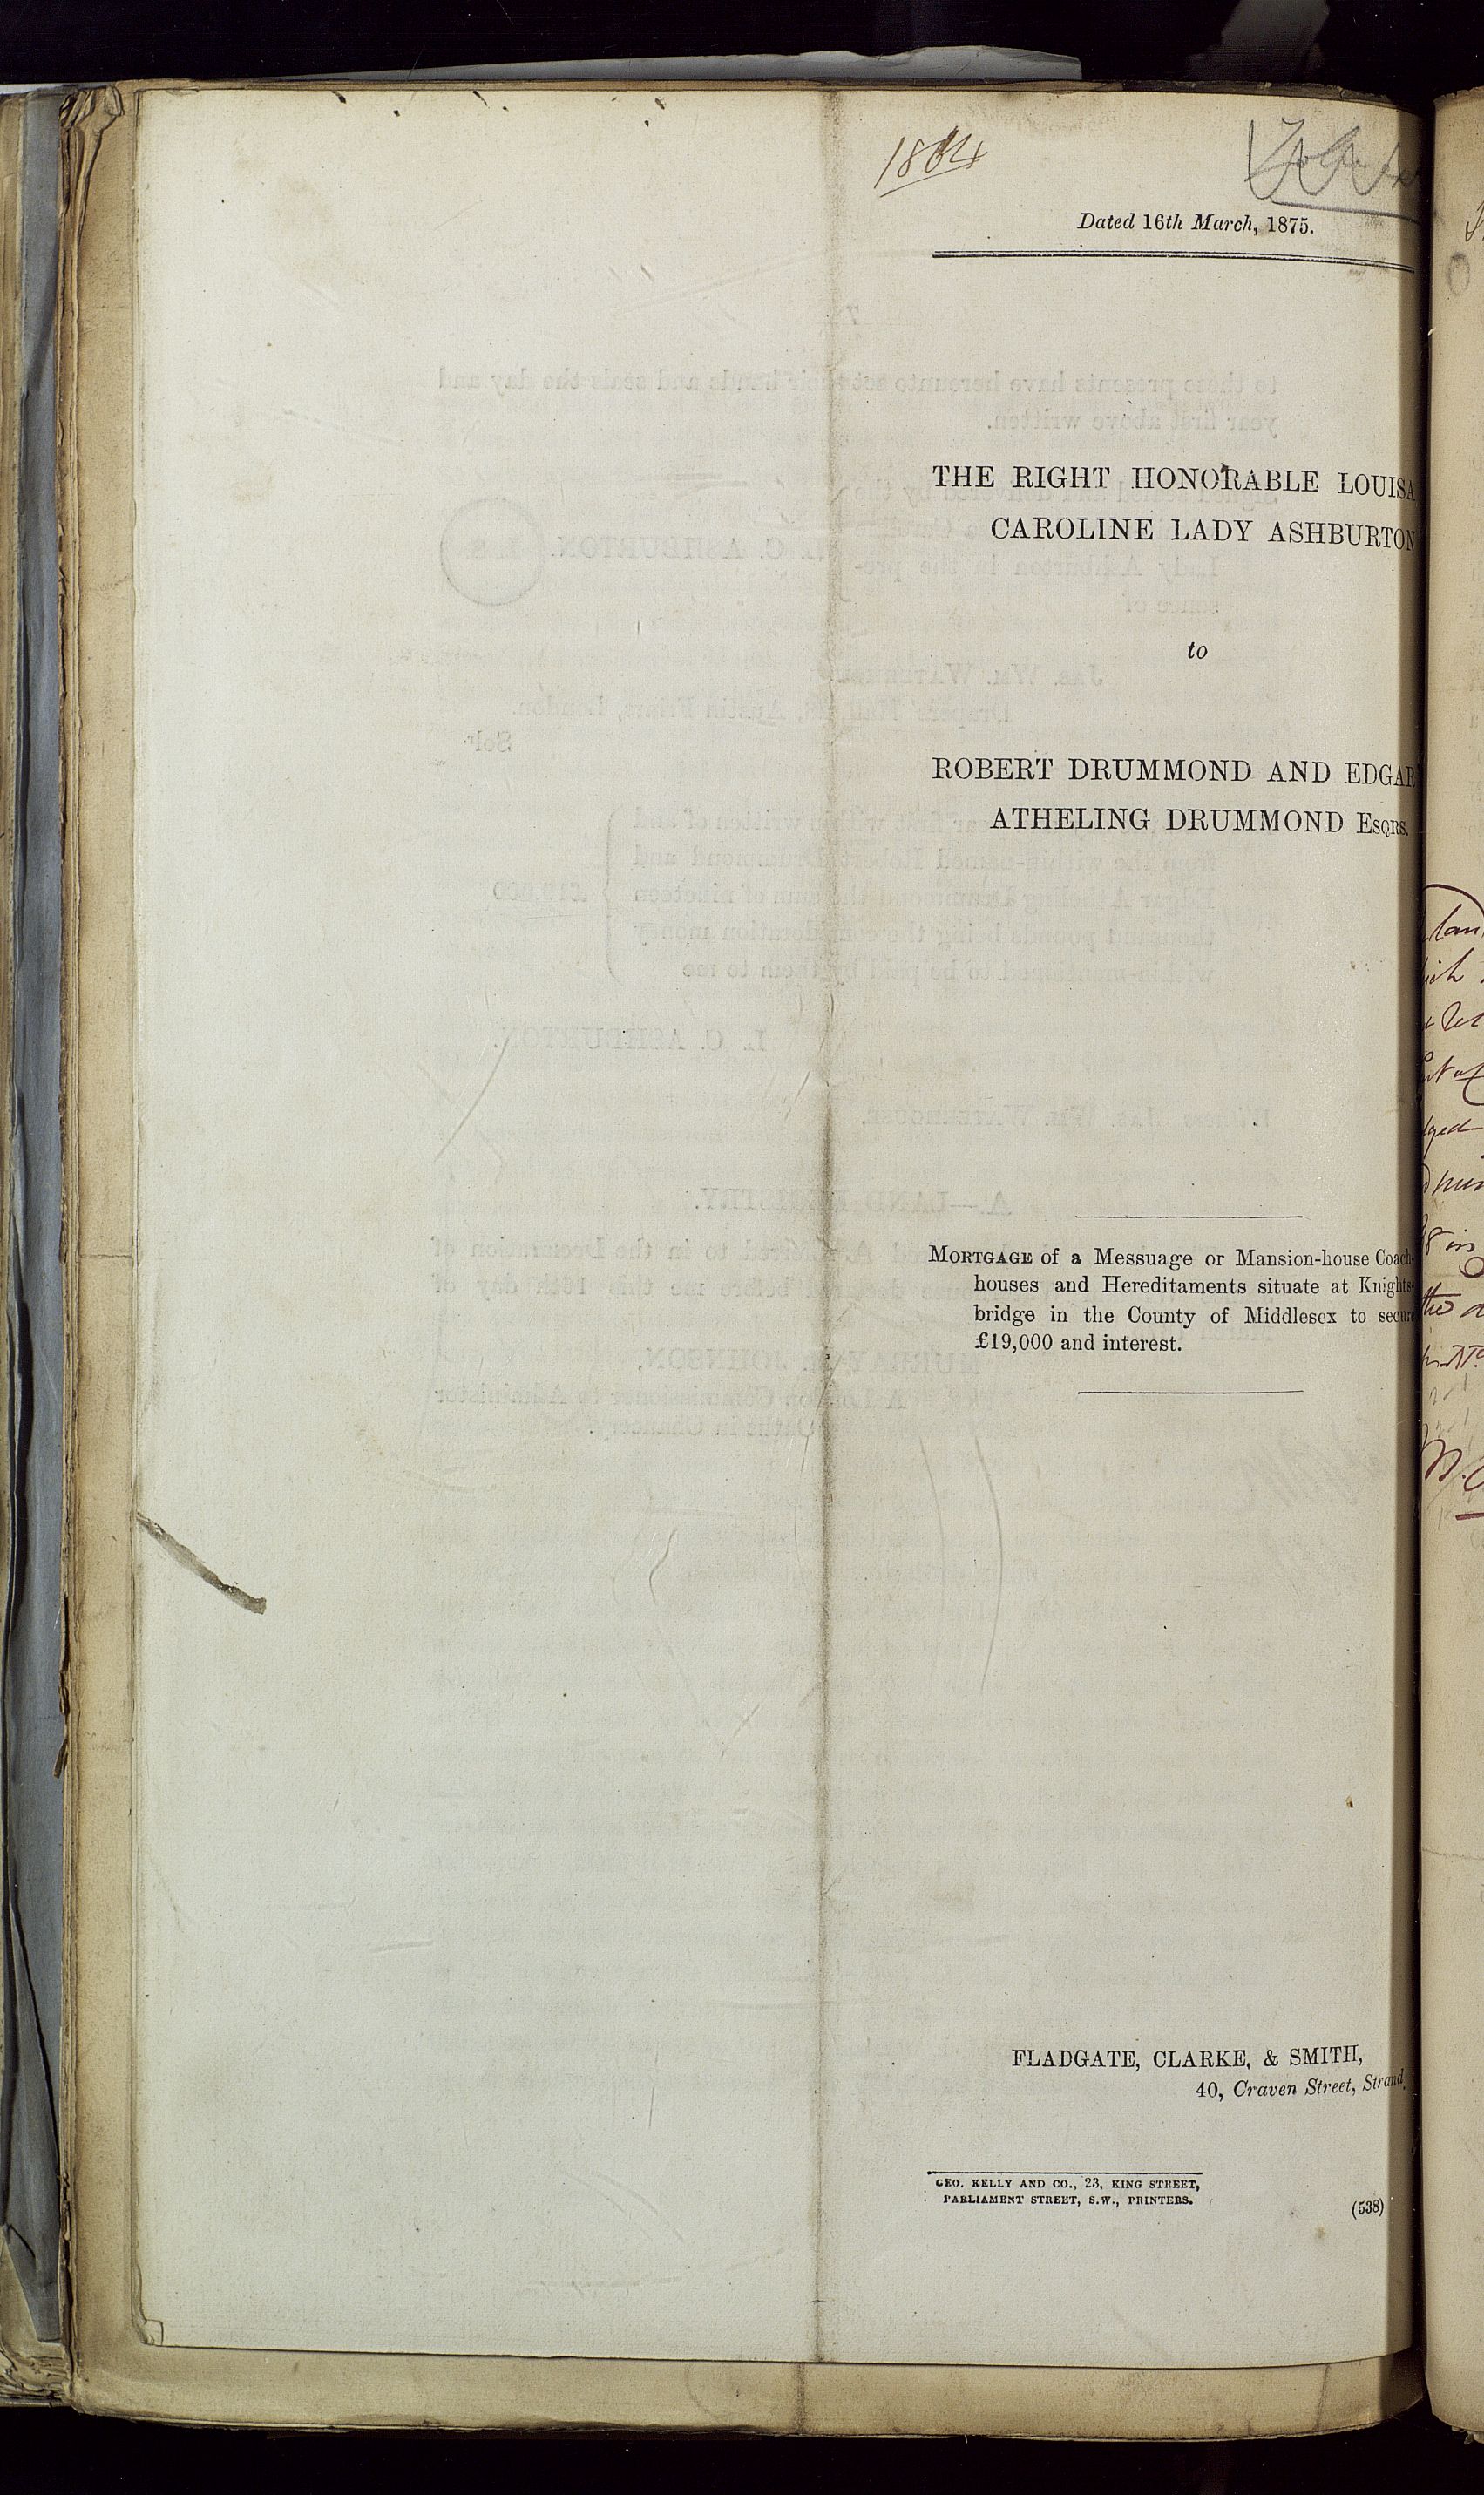 1864
Dated 16th March, 1875.
THE RIGHT HONORABLE LOUISA
CAROLINE LADY ASHBURTON
to
ROBERT DRUMMOND AND EDGAR
ATHELING DRUMMOND Esqrs.
MORTGAGE of a Messuage or Mansion-house Coach-
houses and Hereditaments situate at Knights-
bridge in the County of Middlesex to secure
£19,000 and interest.
FLADGATE, CLARKE, & SMITH,
40, Craven Street, Strand,
GEO. KELLY AND CO., 23, KING STREET,
PARLIAMENT STREET, S.W., PRINTERS.
(538)